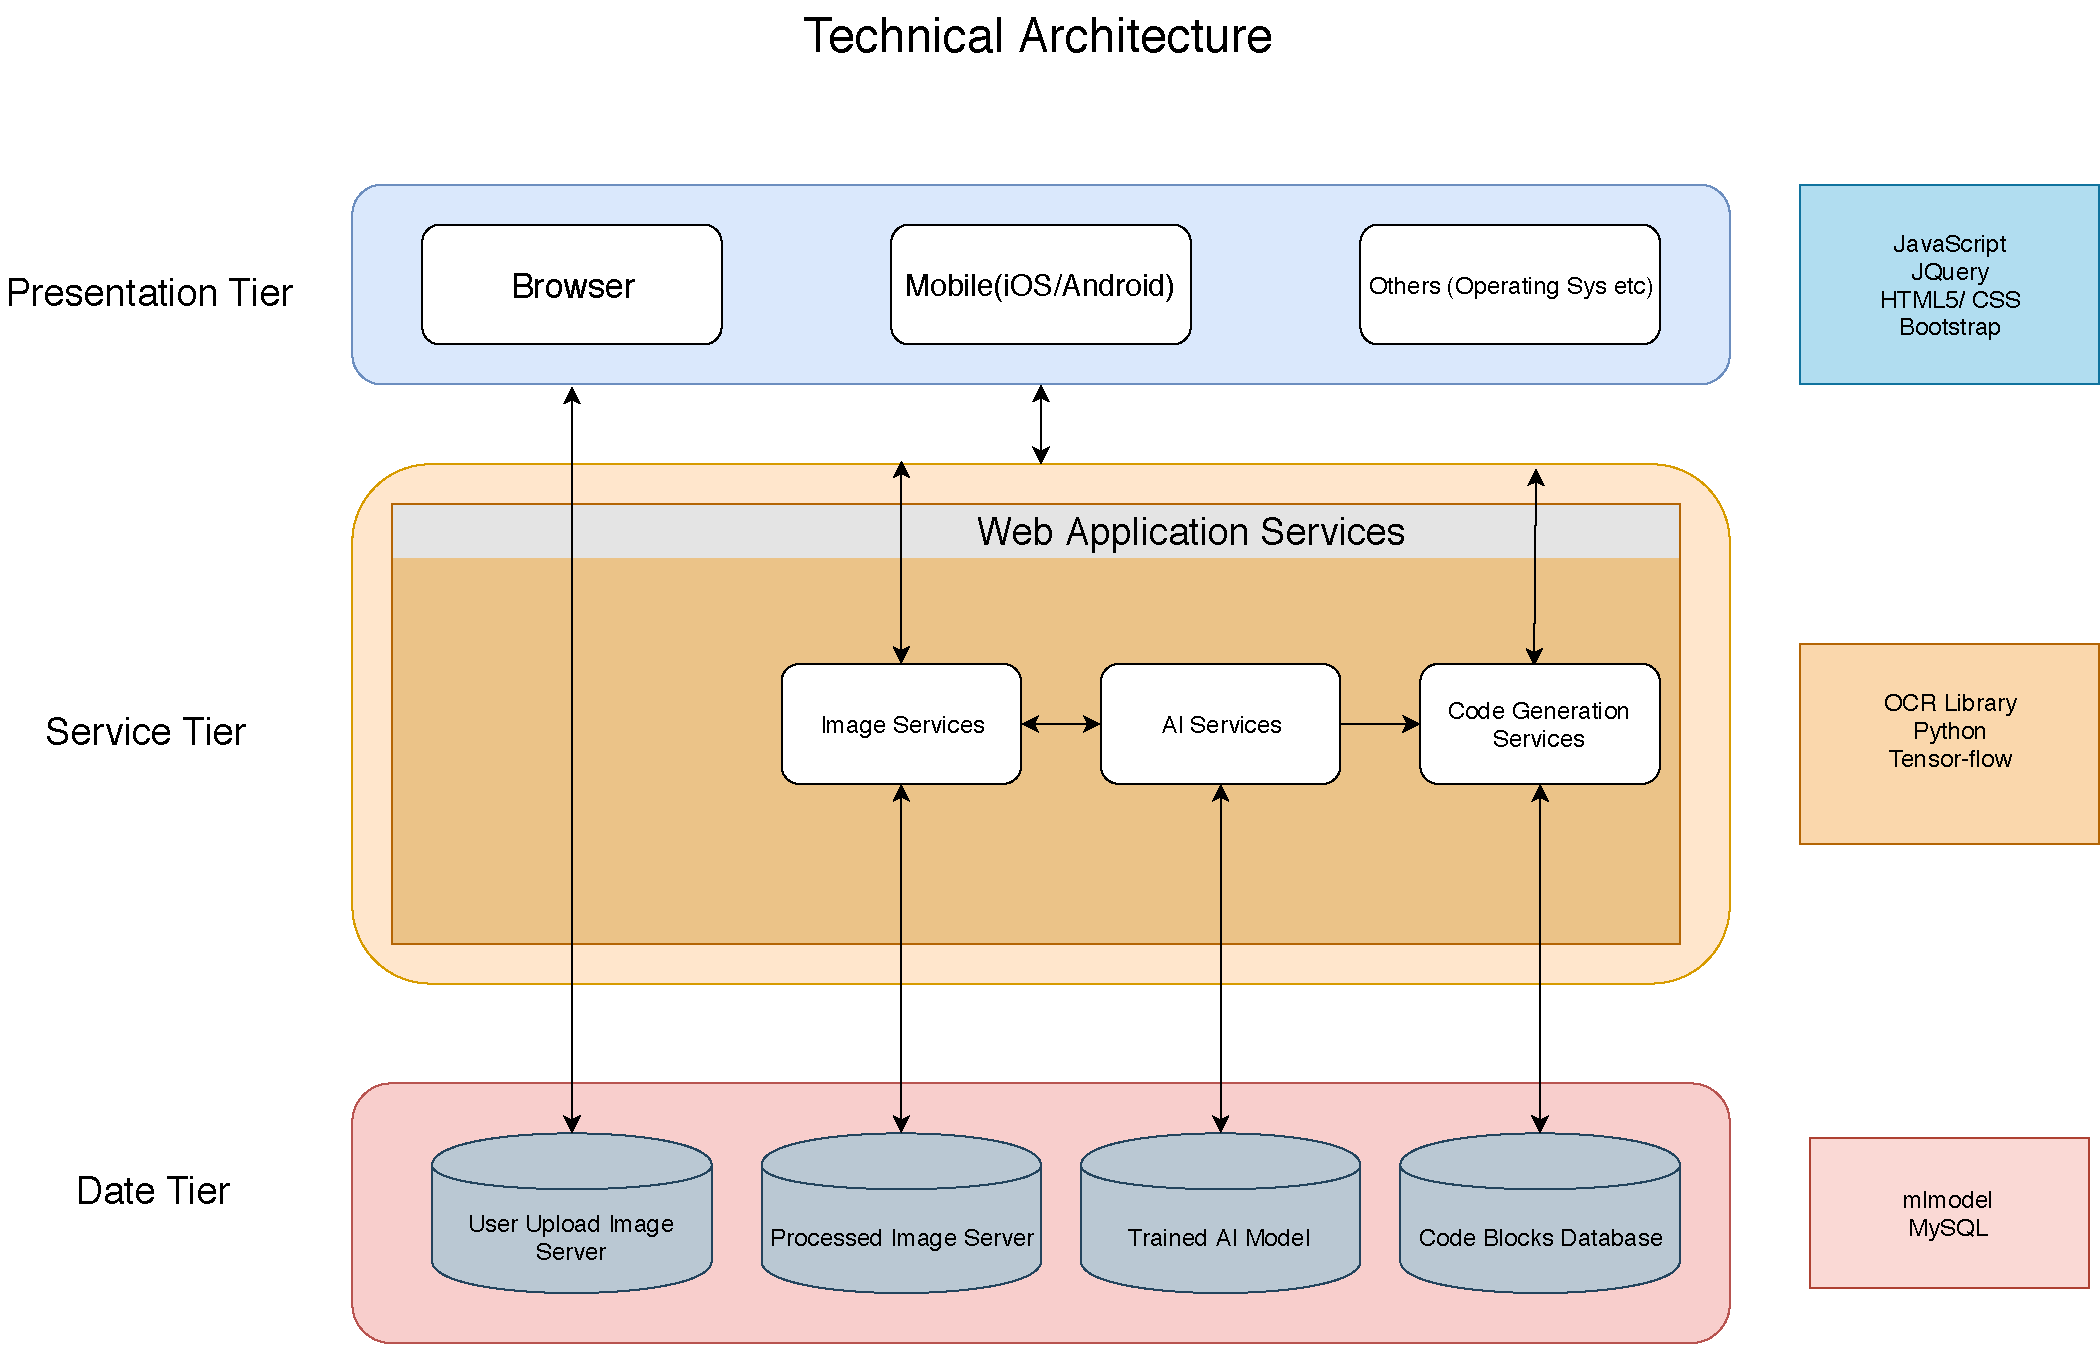 Technical Architecture
Presentation Tier
Browser
Mobile(iOS/Android)
Others (Operating Sys etc)
JavaScript
JQuery
HTML5/ CSS
Bootstrap
Service Tier
Web Application Services
Image Services
AI Services
Code Generation
Services
OCR Library
Python
Tensor-flow
Date Tier
User Upload Image
Server
Processed Image Server
Trained AI Model
Code Blocks Database
mlmodel
MySQL